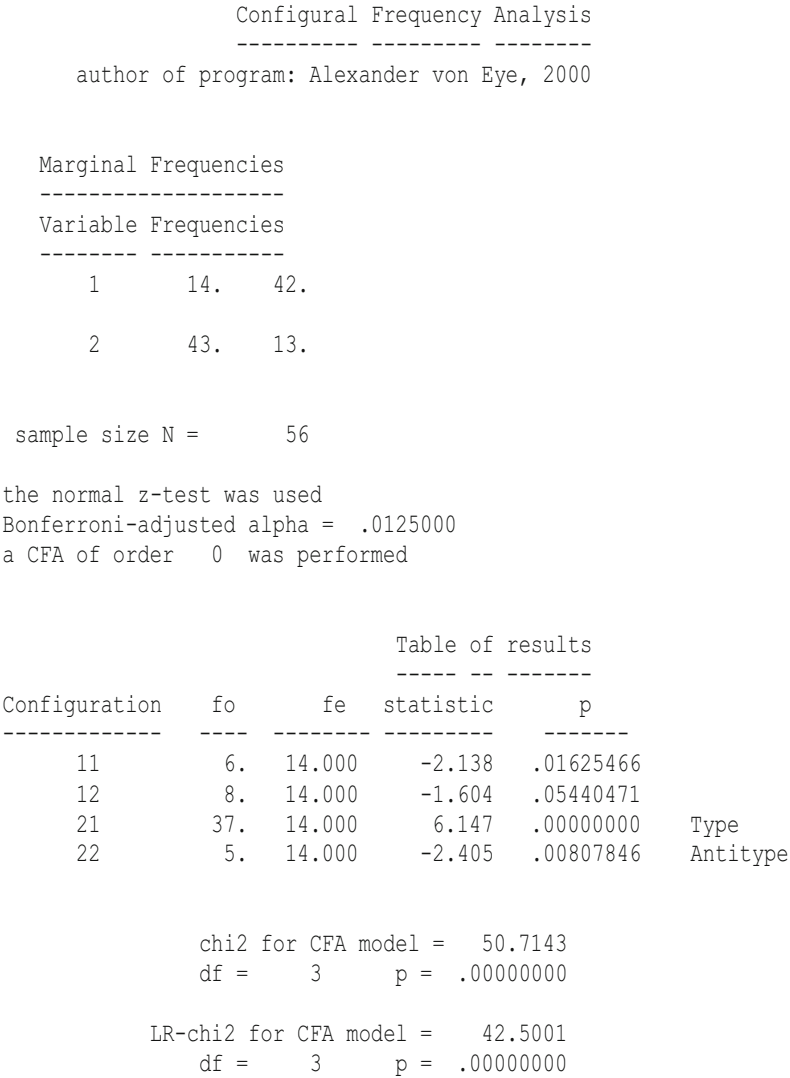 Configural Frequency Analysis
---------- --------- --------
author of program: Alexander von Eye, 2000
Marginal Frequencies
--------------------
Variable Frequencies
-------- -----------
1 14. 42.
2 43. 13.
sample size N = 56
the normal z-test was used
Bonferroni-adjusted alpha = .0125000
a CFA of order 0 was performed
Table of results
----- -- -------
Configuration fo fe statistic p
------------- ---- -------- --------- -------
11 6. 14.000 -2.138 .01625466
12 8. 14.000 -1.604 .05440471
21 37. 14.000 6.147 .00000000 Type
22 5. 14.000 -2.405 .00807846 Antitype
chi2 for CFA model = 50.7143
df = 3 p = .00000000
LR-chi2 for CFA model = 42.5001
df = 3 p = .00000000